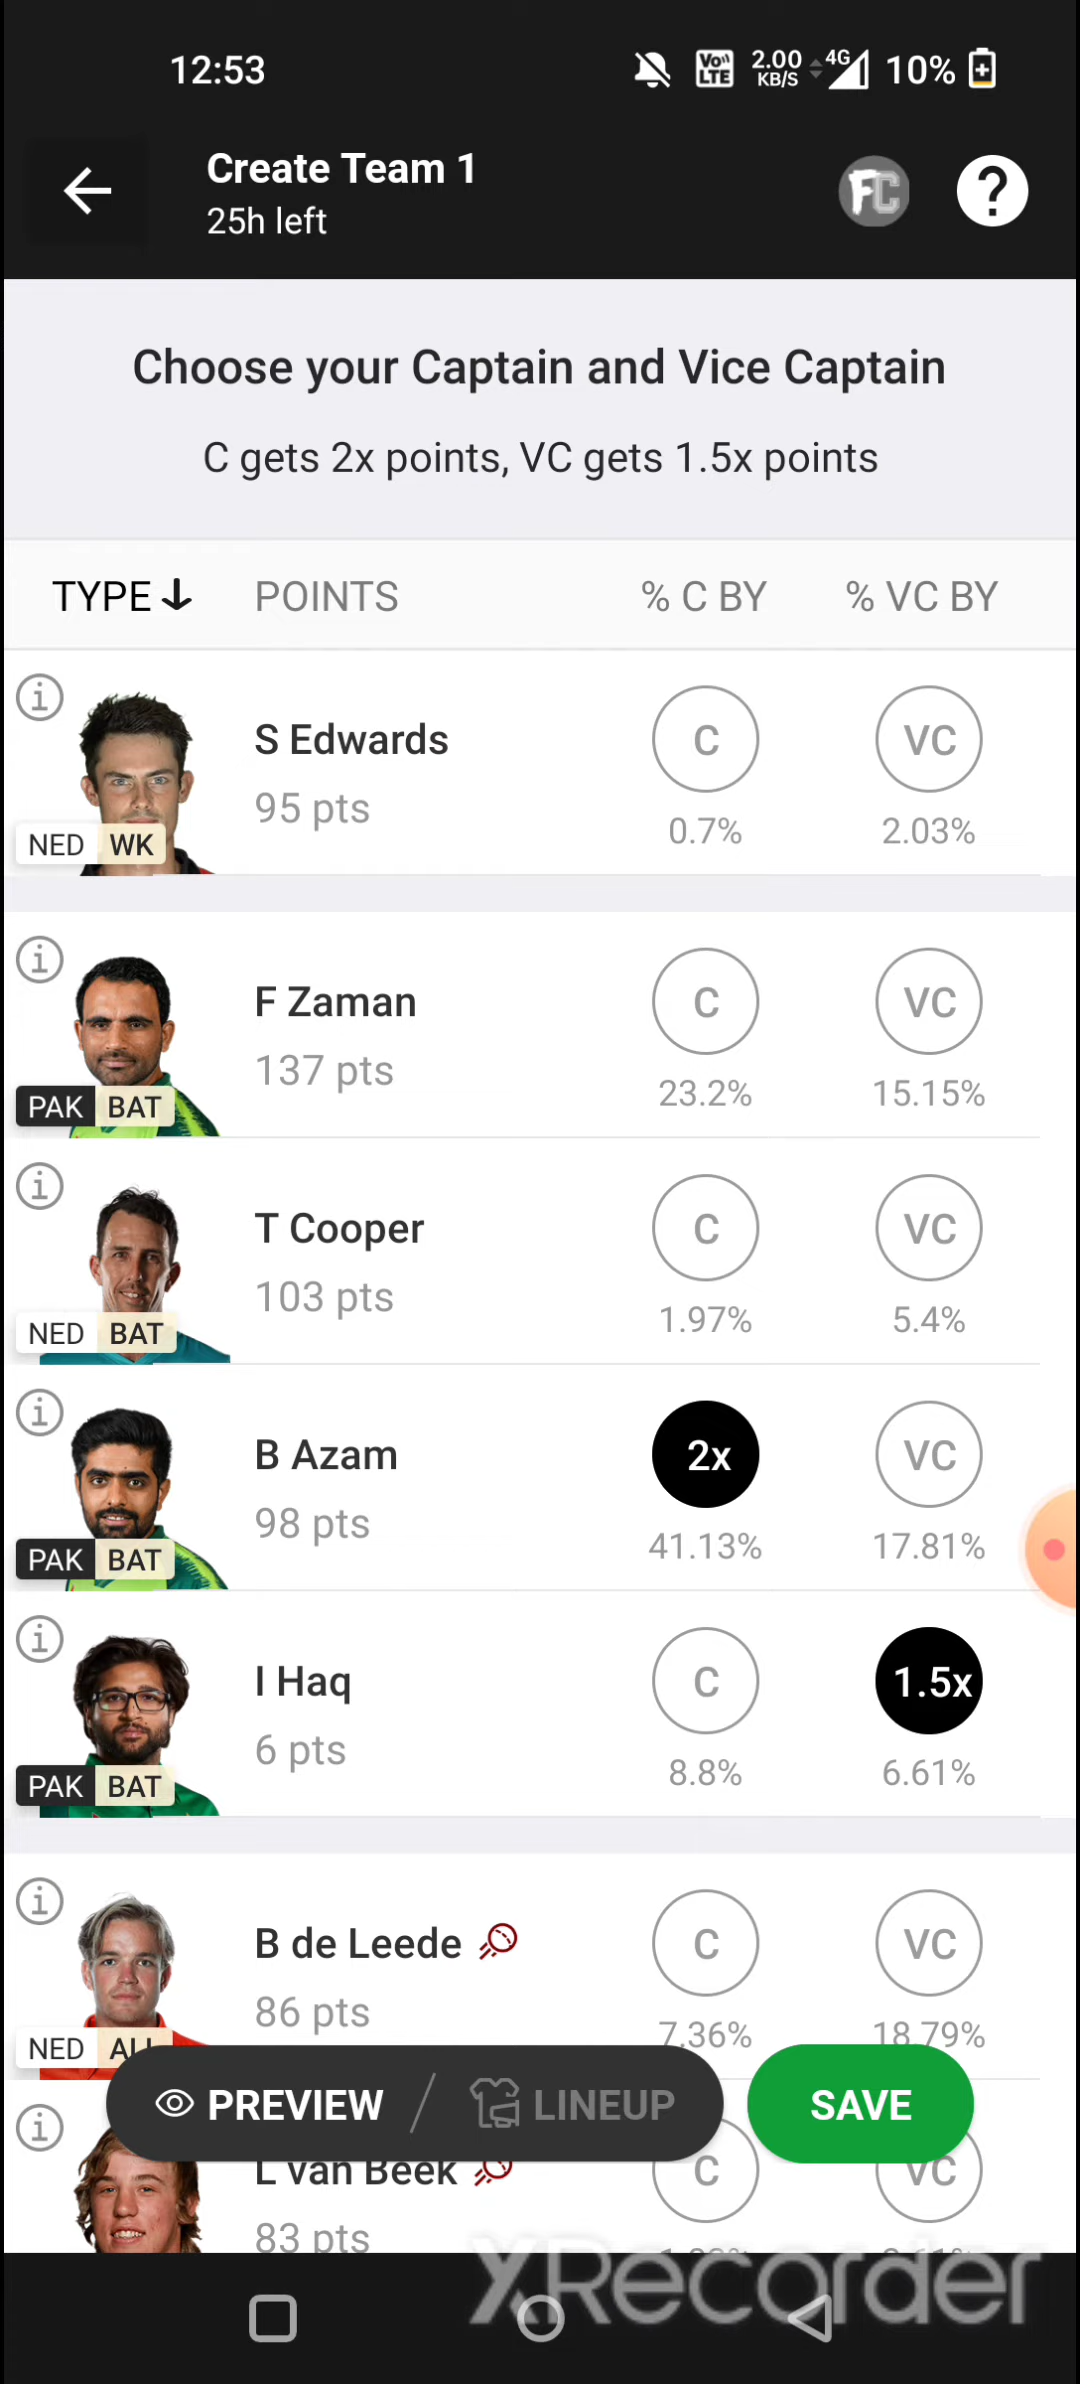 12:53
Vo)) LTE 2.00 KB/S 4G 10%
Create Team 1
25h left
FC ?
Choose your Captain and Vice Captain
C gets 2x points, VC gets 1.5x points
TYPE POINTS % C BY % VC BY
S Edwards C VC
95 pts 0.7% 2.03%
NED WK
F Zaman C VC
137 pts 23.2% 15.15%
PAK BAT
T Cooper C VC
103 pts 1.97% 5.4%
NED BAT
B Azam 2x VC
98 pts 41.13% 17.81%
PAK BAT
I Haq C 1.5x
6 pts 8.8% 6.61%
PAK BAT
B de Leede C VC
86 pts 7.36% 18.79%
NED ALL
PREVIEW / LINEUP SAVE
L van Beek C VC
83 pts
XRecorder